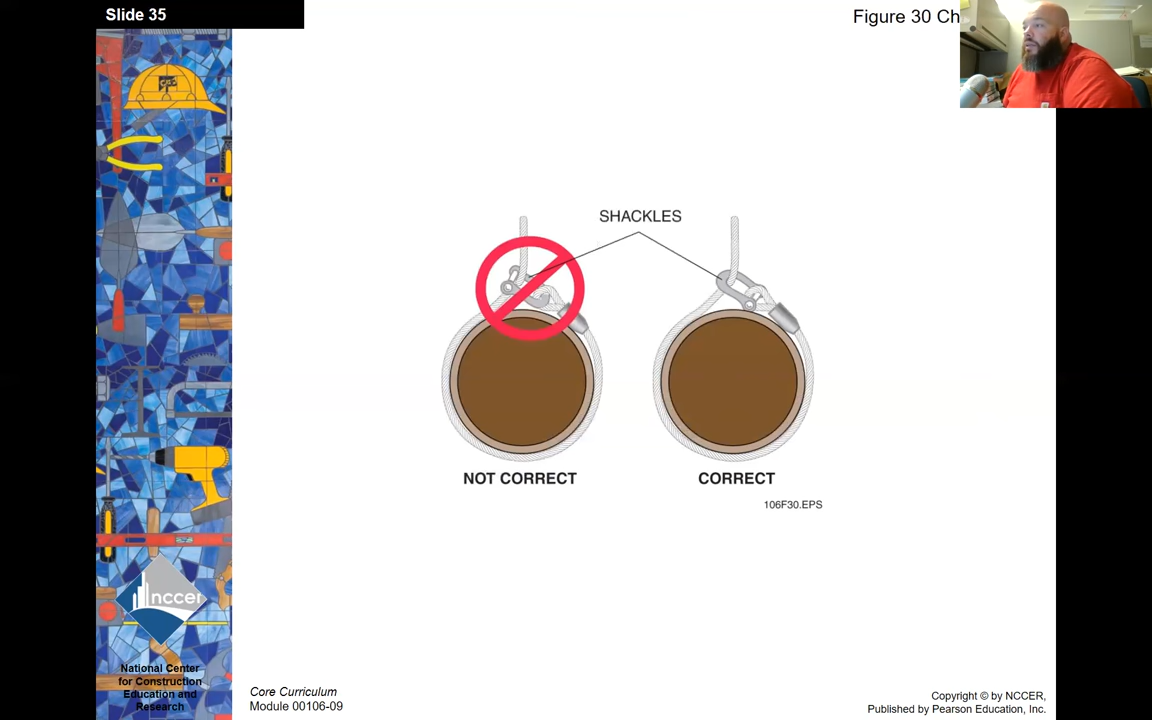 Slide 35
Figure 30 Ch
SHACKLES
NOT CORRECT
CORRECT
106F30.EPS
nccer
National Center
for Construction
Education and
Research
Core Curriculum
Module 00106-09
Copyright © by NCCER,
Published by Pearson Education, Inc.